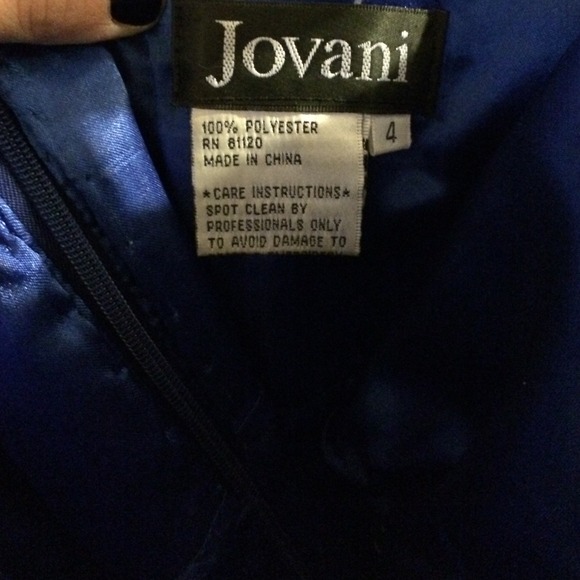 Jovani
100% POLYESTER
RN 81120
MADE IN CHINA
4
*CARE INSTRUCTIONS*
SPOT CLEAN BY
PROFESSIONALS ONLY
TO AVOID DAMAGE TO